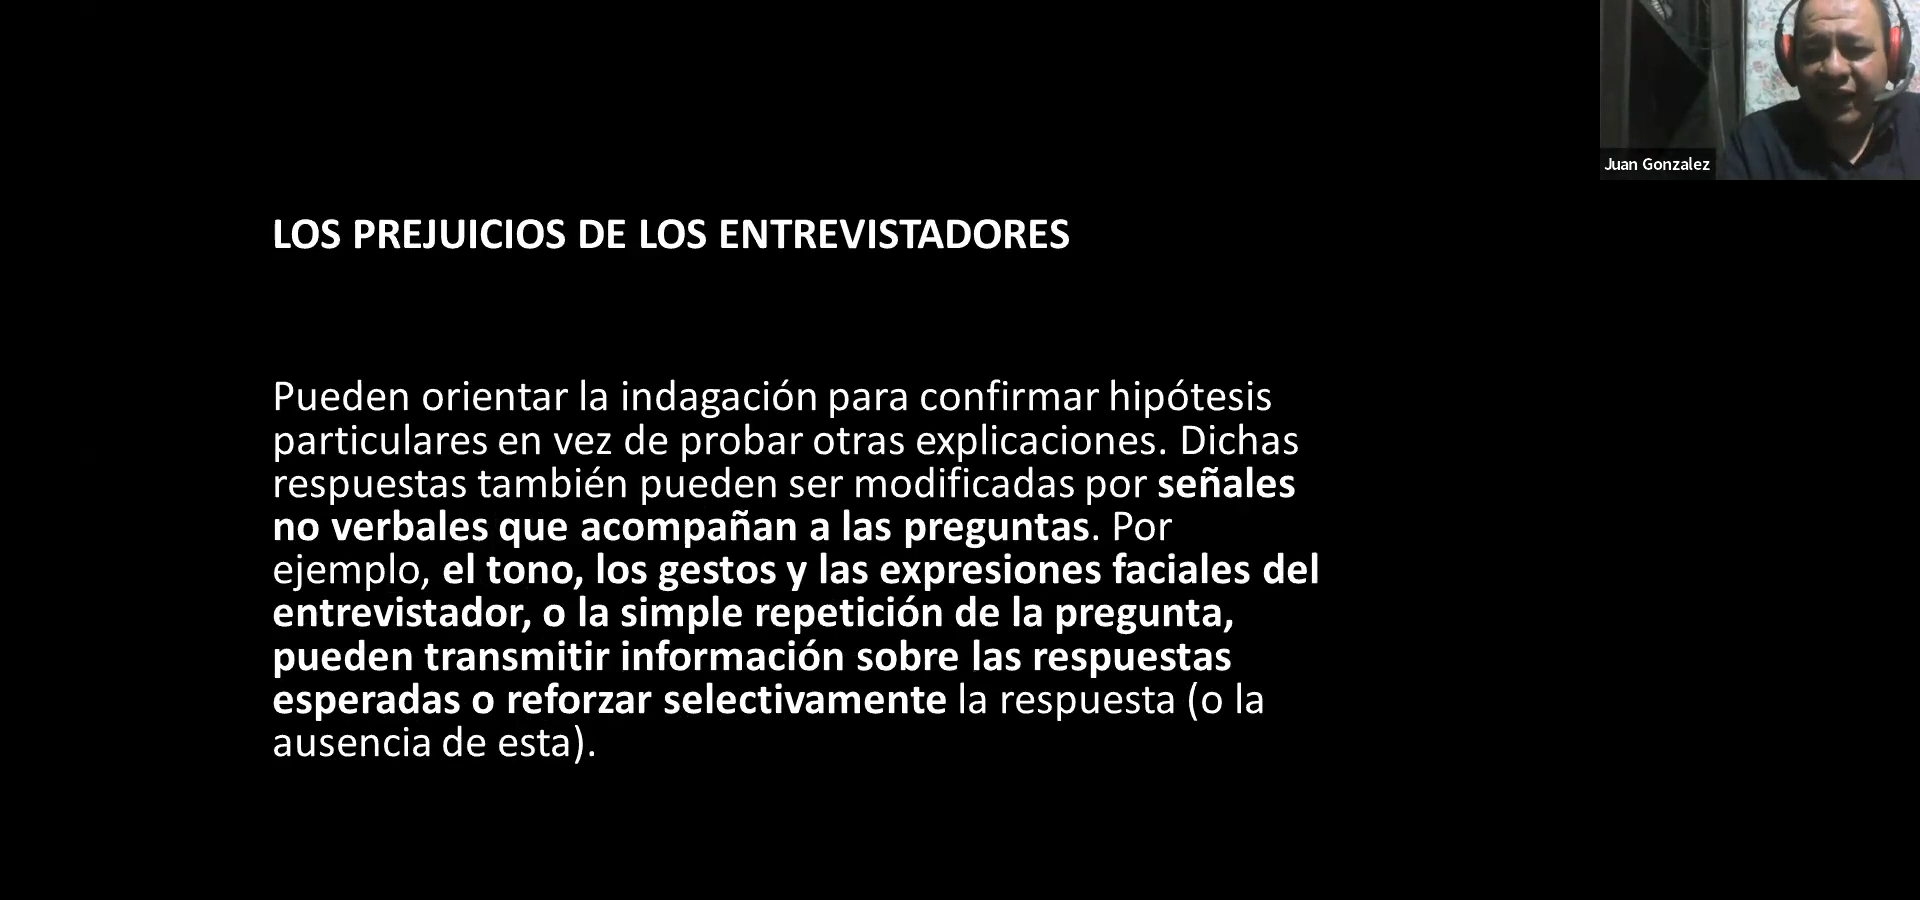 Juan Gonzalez
LOS PREJUICIOS DE LOS ENTREVISTADORES
Pueden orientar la indagación para confirmar hipótesis
particulares en vez de probar otras explicaciones. Dichas
respuestas también pueden ser modificadas por señales
no verbales que acompañan a las preguntas. Por
ejemplo, el tono, los gestos y las expresiones faciales del
entrevistador, o la simple repetición de la pregunta,
pueden transmitir información sobre las respuestas
esperadas o reforzar selectivamente la respuesta (o la
ausencia de esta).